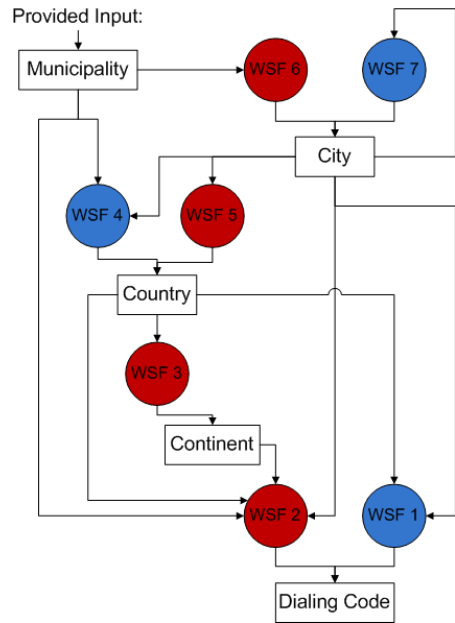 Provided Input:
Municipality
WSF 6
WSF 7
City
WSF 4
WSF 5
Country
WSF 3
Continent
WSF 2
WSF 1
Dialing Code